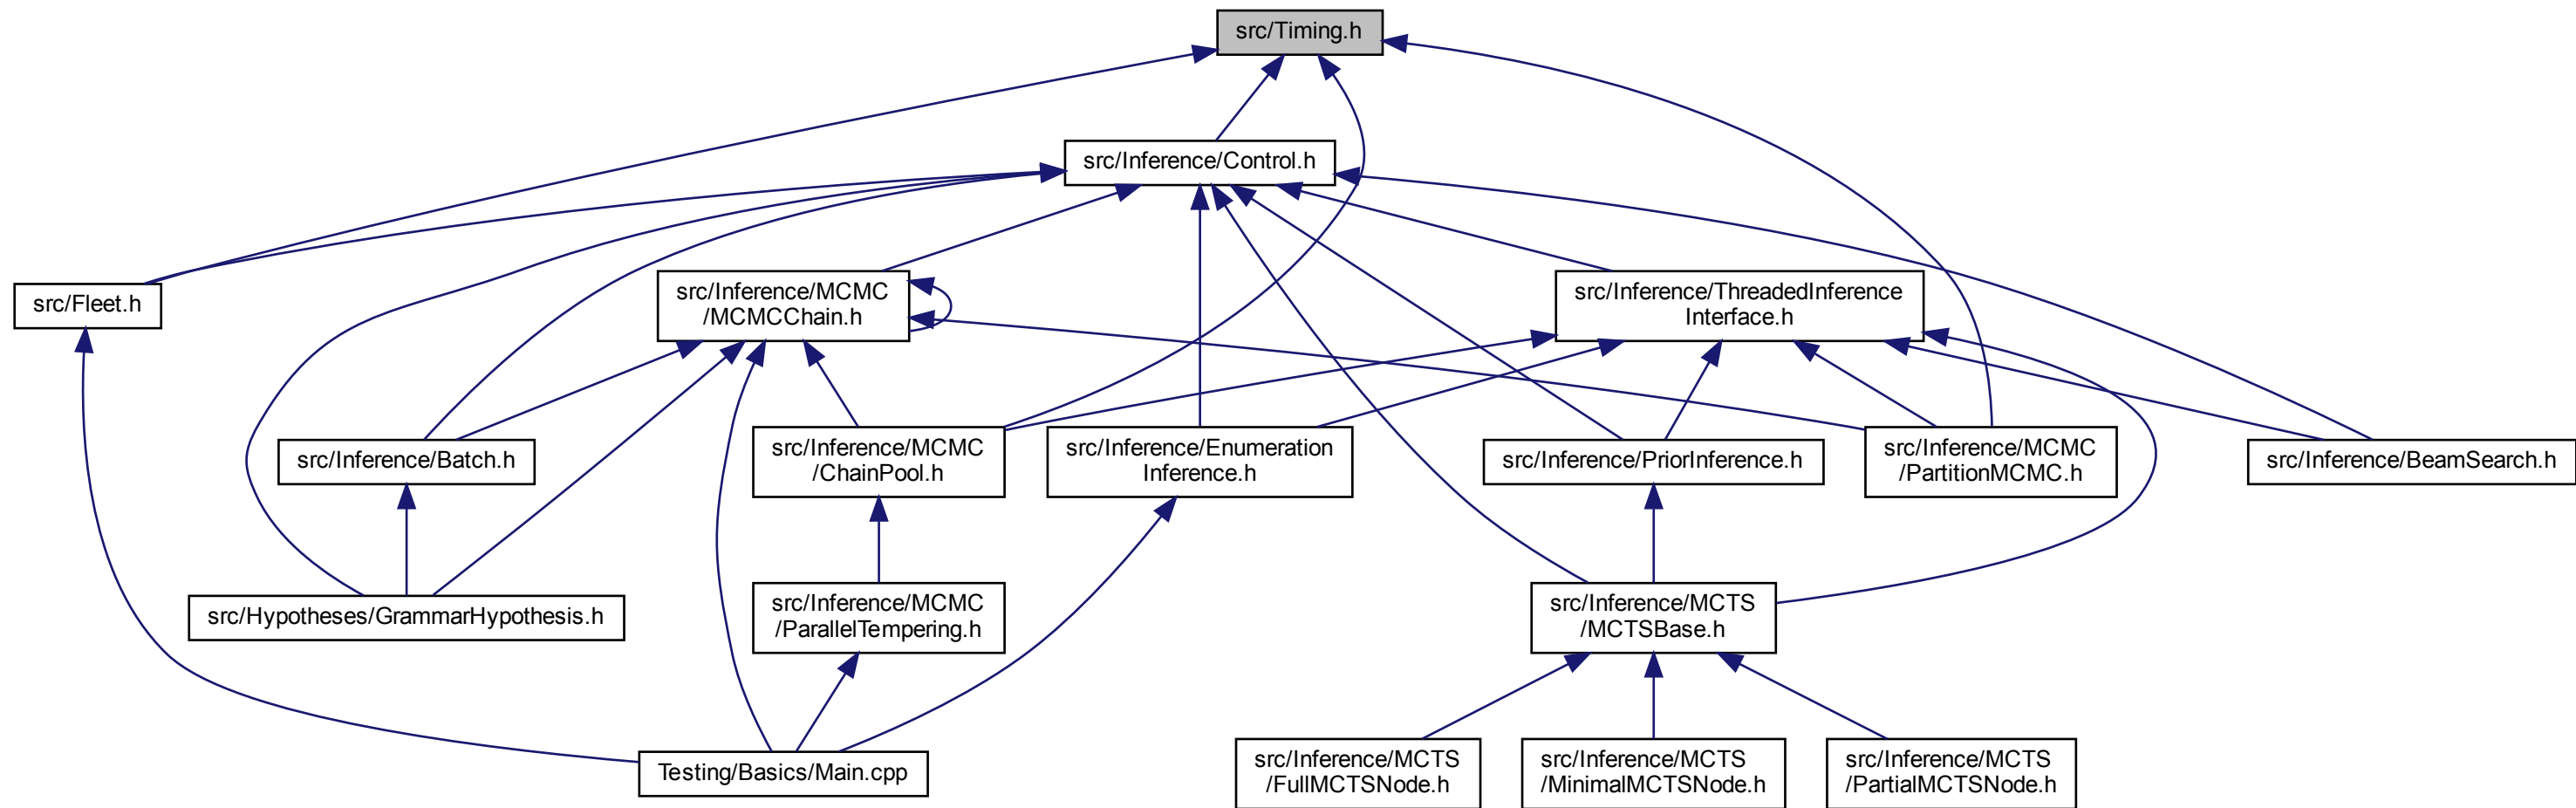 src/Timing.h
src/Inference/Control.h
src/Fleet.h
src/Inference/MCMC
/MCMCChain.h
src/Inference/ThreadedInference
Interface.h
src/Inference/Batch.h
src/Inference/MCMC
/ChainPool.h
src/Inference/Enumeration
Inference.h
src/Inference/PriorInference.h
src/Inference/MCMC
/PartitionMCMC.h
src/Inference/BeamSearch.h
src/Hypotheses/GrammarHypothesis.h
src/Inference/MCMC
/ParallelTempering.h
src/Inference/MCTS
/MCTSBase.h
Testing/Basics/Main.cpp
src/Inference/MCTS
/FullMCTSNode.h
src/Inference/MCTS
/MinimalMCTSNode.h
src/Inference/MCTS
/PartialMCTSNode.h